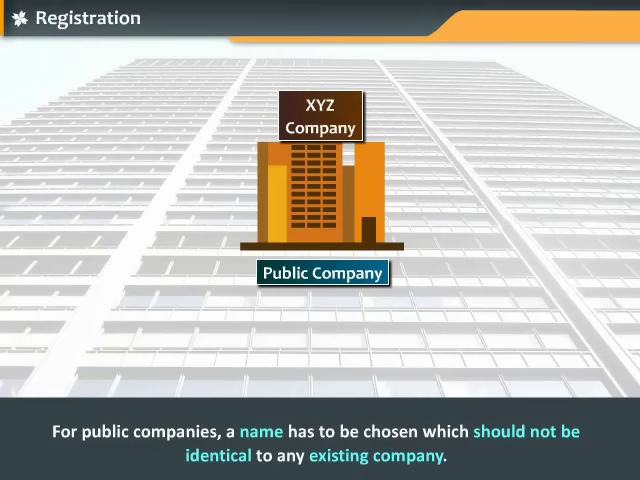 Registration
XYZ
Company
Public Company
For public companies, a name has to be chosen which should not be
identical to any existing company.